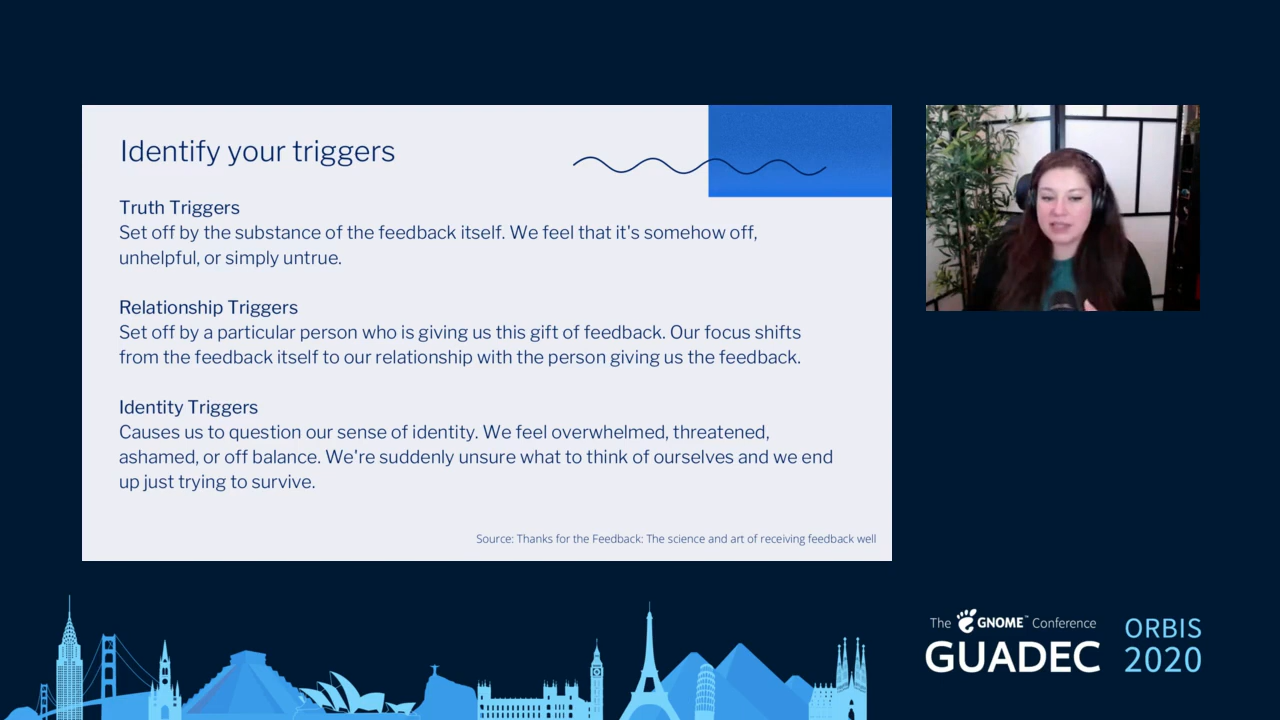 Identify your triggers
Truth Triggers
Set off by the substance of the feedback itself. We feel that it's somehow off,
unhelpful, or simply untrue.
Relationship Triggers
Set off by a particular person who is giving us this gift of feedback. Our focus shifts
from the feedback itself to our relationship with the person giving us the feedback.
Identity Triggers
Causes us to question our sense of identity. We feel overwhelmed, threatened,
ashamed, or off balance. We're suddenly unsure what to think of ourselves and we end
up just trying to survive.
Source: Thanks for the Feedback: The science and art of receiving feedback well
The GNOME™ Conference
GUADEC
ORBIS
2020